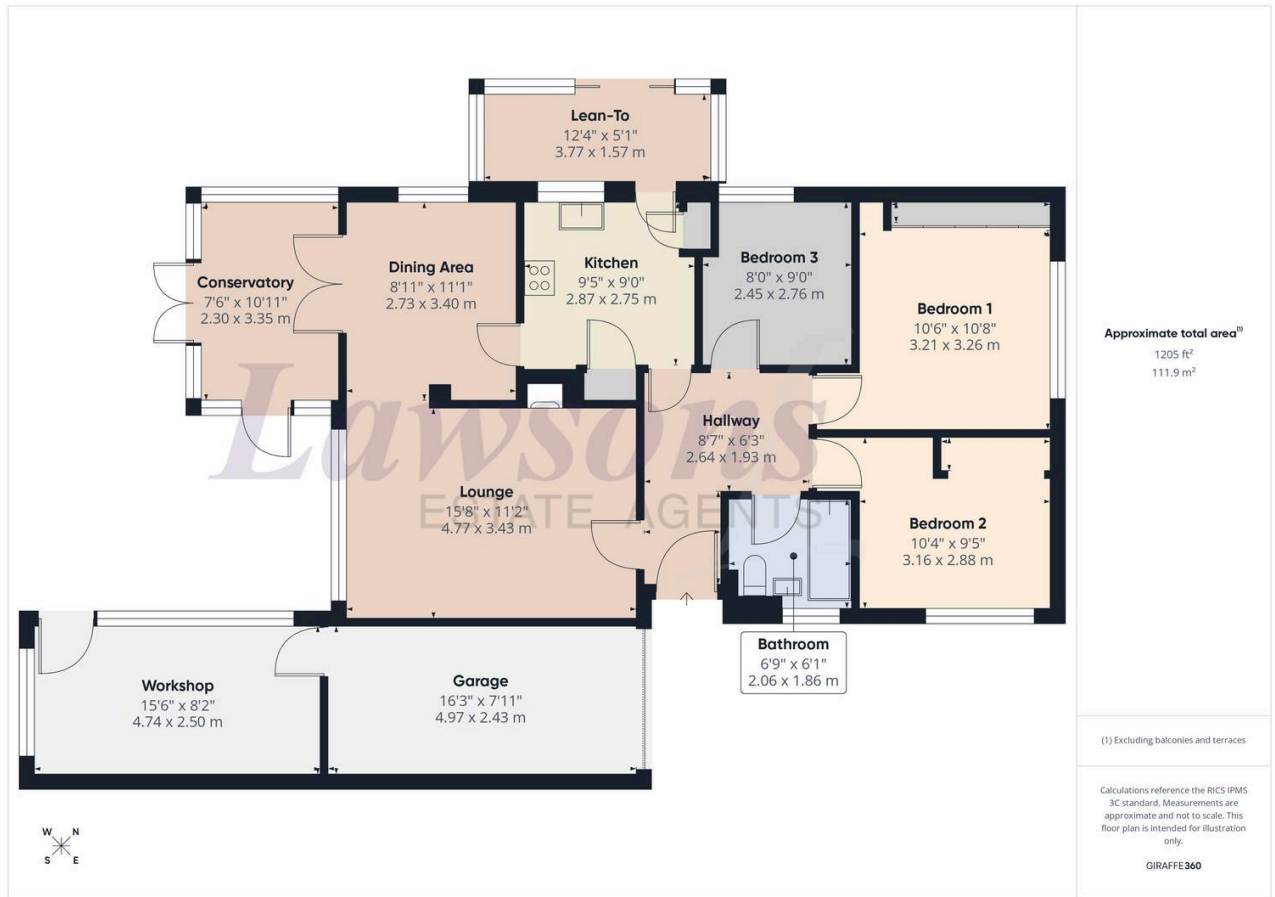 Lean-To
12'4" x 5'1"
3.77 x 1.57 m
Conservatory
7'6" x 10'11"
2.30 x 3.35 m
Dining Area
8'11" x 11'1"
2.73 x 3.40 m
Kitchen
9'5" x 9'0"
2.87 x 2.75 m
Bedroom 3
8'0" x 9'0"
2.45 x 2.76 m
Bedroom 1
10'6" x 10'8"
3.21 x 3.26 m
Hallway
8'7" x 6'3"
2.64 x 1.93 m
Lawsons
ESTATE AGENTS
Lounge
15'8" x 11'2"
4.77 x 3.43 m
Bedroom 2
10'4" x 9'5"
3.16 x 2.88 m
Bathroom
6'9" x 6'1"
2.06 x 1.86 m
Workshop
15'6" x 8'2"
4.74 x 2.50 m
Garage
16'3" x 7'11"
4.97 x 2.43 m
W N
S E
Approximate total area(1)
1205 ft²
111.9 m²
(1) Excluding balconies and terraces
Calculations reference the RICS IPMS
3C standard. Measurements are
approximate and not to scale. This
floor plan is intended for illustration
only.
GIRAFFE360